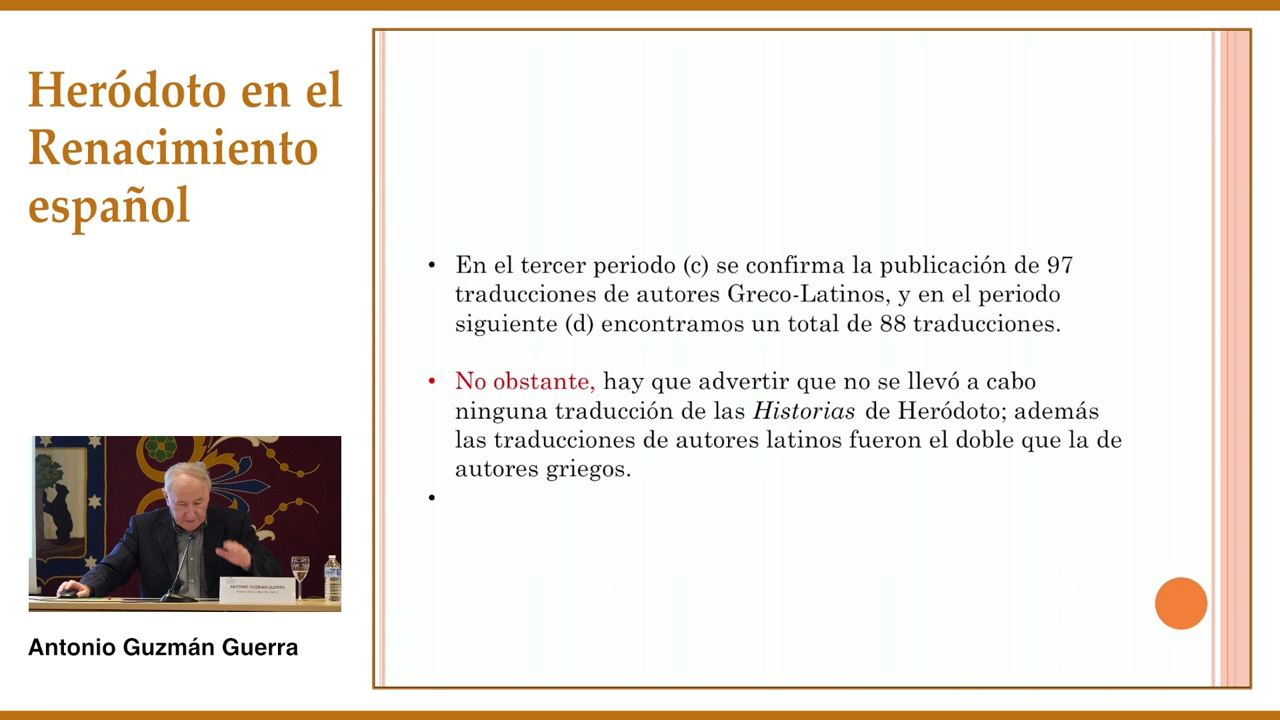 Heródoto en el
Renacimiento
español
• En el tercer periodo (c) se confirma la publicación de 97
traducciones de autores Greco-Latinos, y en el periodo
siguiente (d) encontramos un total de 88 traducciones.
• No obstante, hay que advertir que no se llevó a cabo
ninguna traducción de las Historias de Heródoto; además
las traducciones de autores latinos fueron el doble que la de
autores griegos.
•
ANTONIO GUZMÁN GUERRA
Antonio Guzmán Guerra